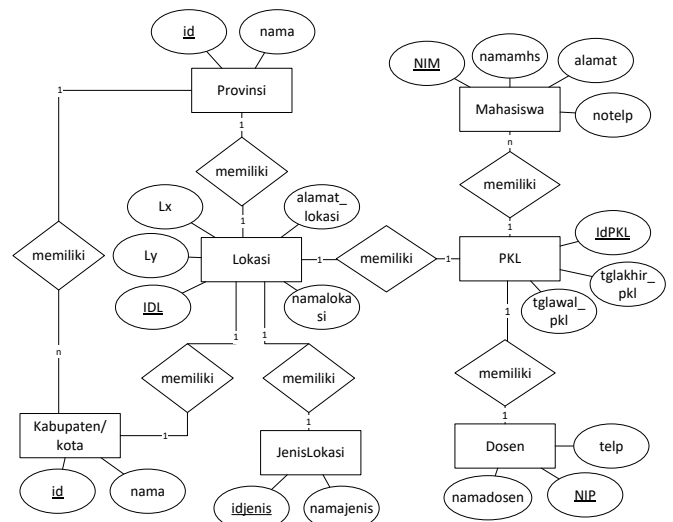 id
nama
NIM
namamhs
alamat
Provinsi
Mahasiswa
notelp
1
1
n
memiliki
memiliki
1
1
Lx
alamat_
lokasi
memiliki
Ly
Lokasi
1
memiliki
1
PKL
IdPKL
IDL
namaloka
si
tglawal_
pkl
tglakhir_
pkl
n
1
1
1
memiliki
memiliki
memiliki
Kabupaten/
kota
1
1
1
JenisLokasi
Dosen
telp
id
nama
idjenis
namajenis
namadosen
NIP